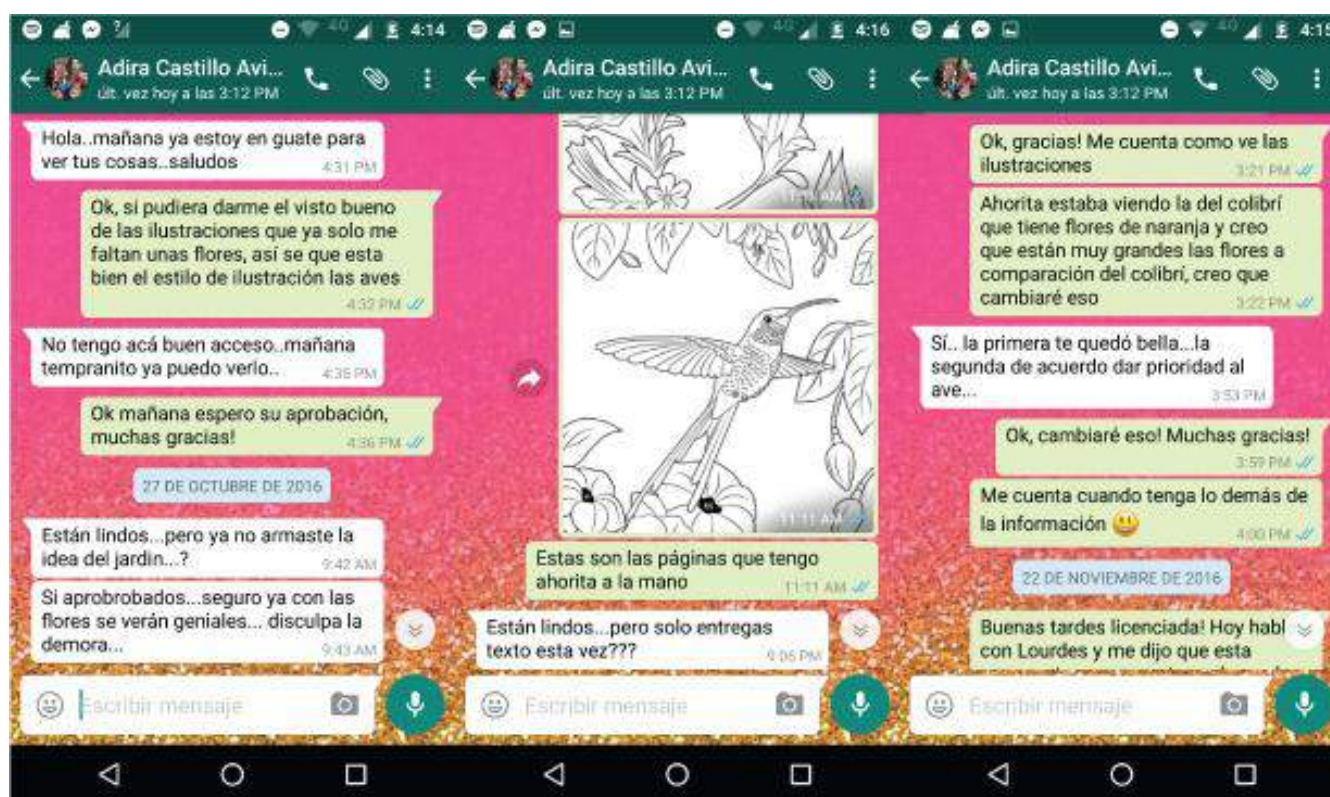 4G 4:14
Adira Castillo Avi...
últ. vez hoy a las 3:12 PM
Hola..mañana ya estoy en guate para
ver tus cosas..saludos
4:31 PM
Ok, si pudiera darme el visto bueno
de las ilustraciones que ya solo me
faltan unas flores, así se que esta
bien el estilo de ilustración las aves
4:32 PM
No tengo acá buen acceso..mañana
tempranito ya puedo verlo..
4:35 PM
Ok mañana espero su aprobación,
muchas gracias!
4:36 PM
27 DE OCTUBRE DE 2016
Están lindos...pero ya no armaste la
idea del jardin...?
9:42 AM
Si aprobrobados...seguro ya con las
flores se verán geniales... disculpa la
demora...
9:43 AM
Escribir mensaje
4G 4:16
Adira Castillo Avi...
últ. vez hoy a las 3:12 PM
11:11 AM
Estas son las páginas que tengo
ahorita a la mano
11:11 AM
Están lindos...pero solo entregas
texto esta vez???
9:06 PM
Escribir mensaje
4G 4:15
Adira Castillo Avi...
últ. vez hoy a las 3:12 PM
Ok, gracias! Me cuenta como ve las
ilustraciones
3:21 PM
Ahorita estaba viendo la del colibrí
que tiene flores de naranja y creo
que están muy grandes las flores a
comparación del colibrí, creo que
cambiaré eso
3:22 PM
Sí.. la primera te quedó bella...la
segunda de acuerdo dar prioridad al
ave...
3:53 PM
Ok, cambiaré eso! Muchas gracias!
3:59 PM
Me cuenta cuando tenga lo demás de
la información
4:00 PM
22 DE NOVIEMBRE DE 2016
Buenas tardes licenciada! Hoy habl
con Lourdes y me dijo que esta
Escribir mensaje